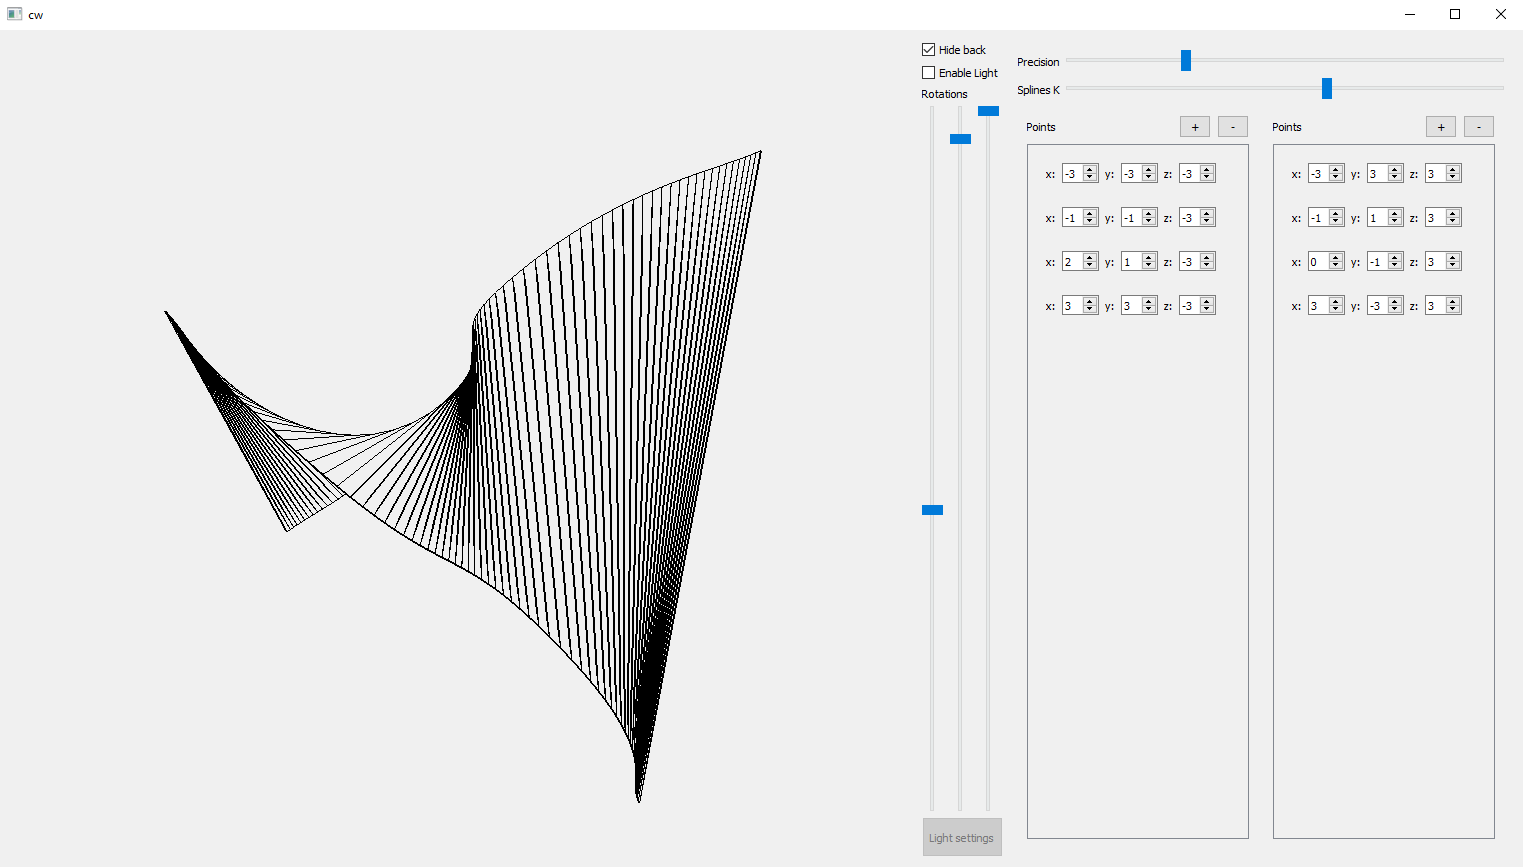 cw
Hide back
Enable Light
Rotations
Precision
Splines K
Points + -
x: -3 y: -3 z: -3
x: -1 y: -1 z: -3
x: 2 y: 1 z: -3
x: 3 y: 3 z: -3
Points + -
x: -3 y: 3 z: 3
x: -1 y: 1 z: 3
x: 0 y: -1 z: 3
x: 3 y: -3 z: 3
Light settings